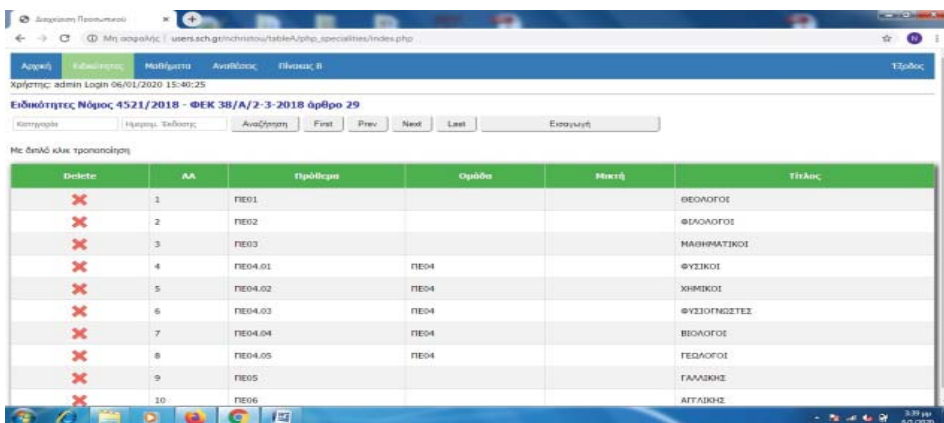 Διαχείριση Προσωπικού
Μη ασφαλής | users.sch.gr/nchristou/tableA/php_specialities/index.php
N
Αρχική Ειδικότητες Μαθήματα Αναθέσεις Πίνακας Β Έξοδος
Χρήστης: admin Login 06/01/2020 15:40:25
Ειδικότητες Νόμος 4521/2018 - ΦΕΚ 38/Α/2-3-2018 άρθρο 29
Κατηγορία Ημερομ. Έκδοσης Αναζήτηση First Prev Next Last Εισαγωγή
Με διπλό κλικ τροποποίηση
Delete ΑΑ Πρόθεμα Ομάδα Μικτή Τίτλος
1 ΠΕ01 ΘΕΟΛΟΓΟΙ
2 ΠΕ02 ΦΙΛΟΛΟΓΟΙ
3 ΠΕ03 ΜΑΘΗΜΑΤΙΚΟΙ
4 ΠΕ04.01 ΠΕ04 ΦΥΣΙΚΟΙ
5 ΠΕ04.02 ΠΕ04 ΧΗΜΙΚΟΙ
6 ΠΕ04.03 ΠΕ04 ΦΥΣΙΟΓΝΩΣΤΕΣ
7 ΠΕ04.04 ΠΕ04 ΒΙΟΛΟΓΟΙ
8 ΠΕ04.05 ΠΕ04 ΓΕΩΛΟΓΟΙ
9 ΠΕ05 ΓΑΛΛΙΚΗΣ
10 ΠΕ06 ΑΓΓΛΙΚΗΣ
3:39 μμ